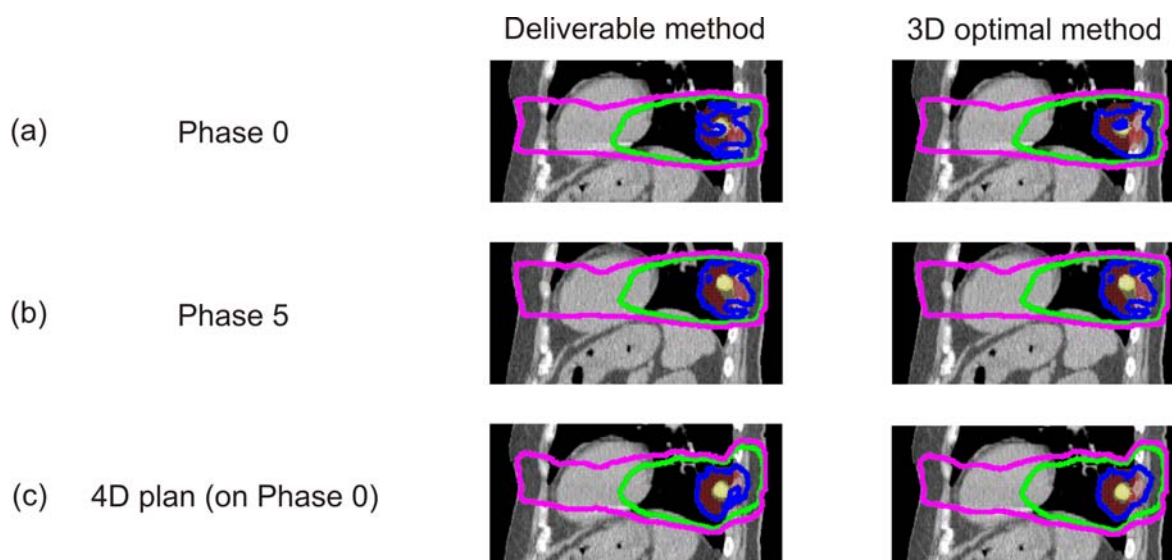 Deliverable method 3D optimal method
(a) Phase 0
(b) Phase 5
(c) 4D plan (on Phase 0)